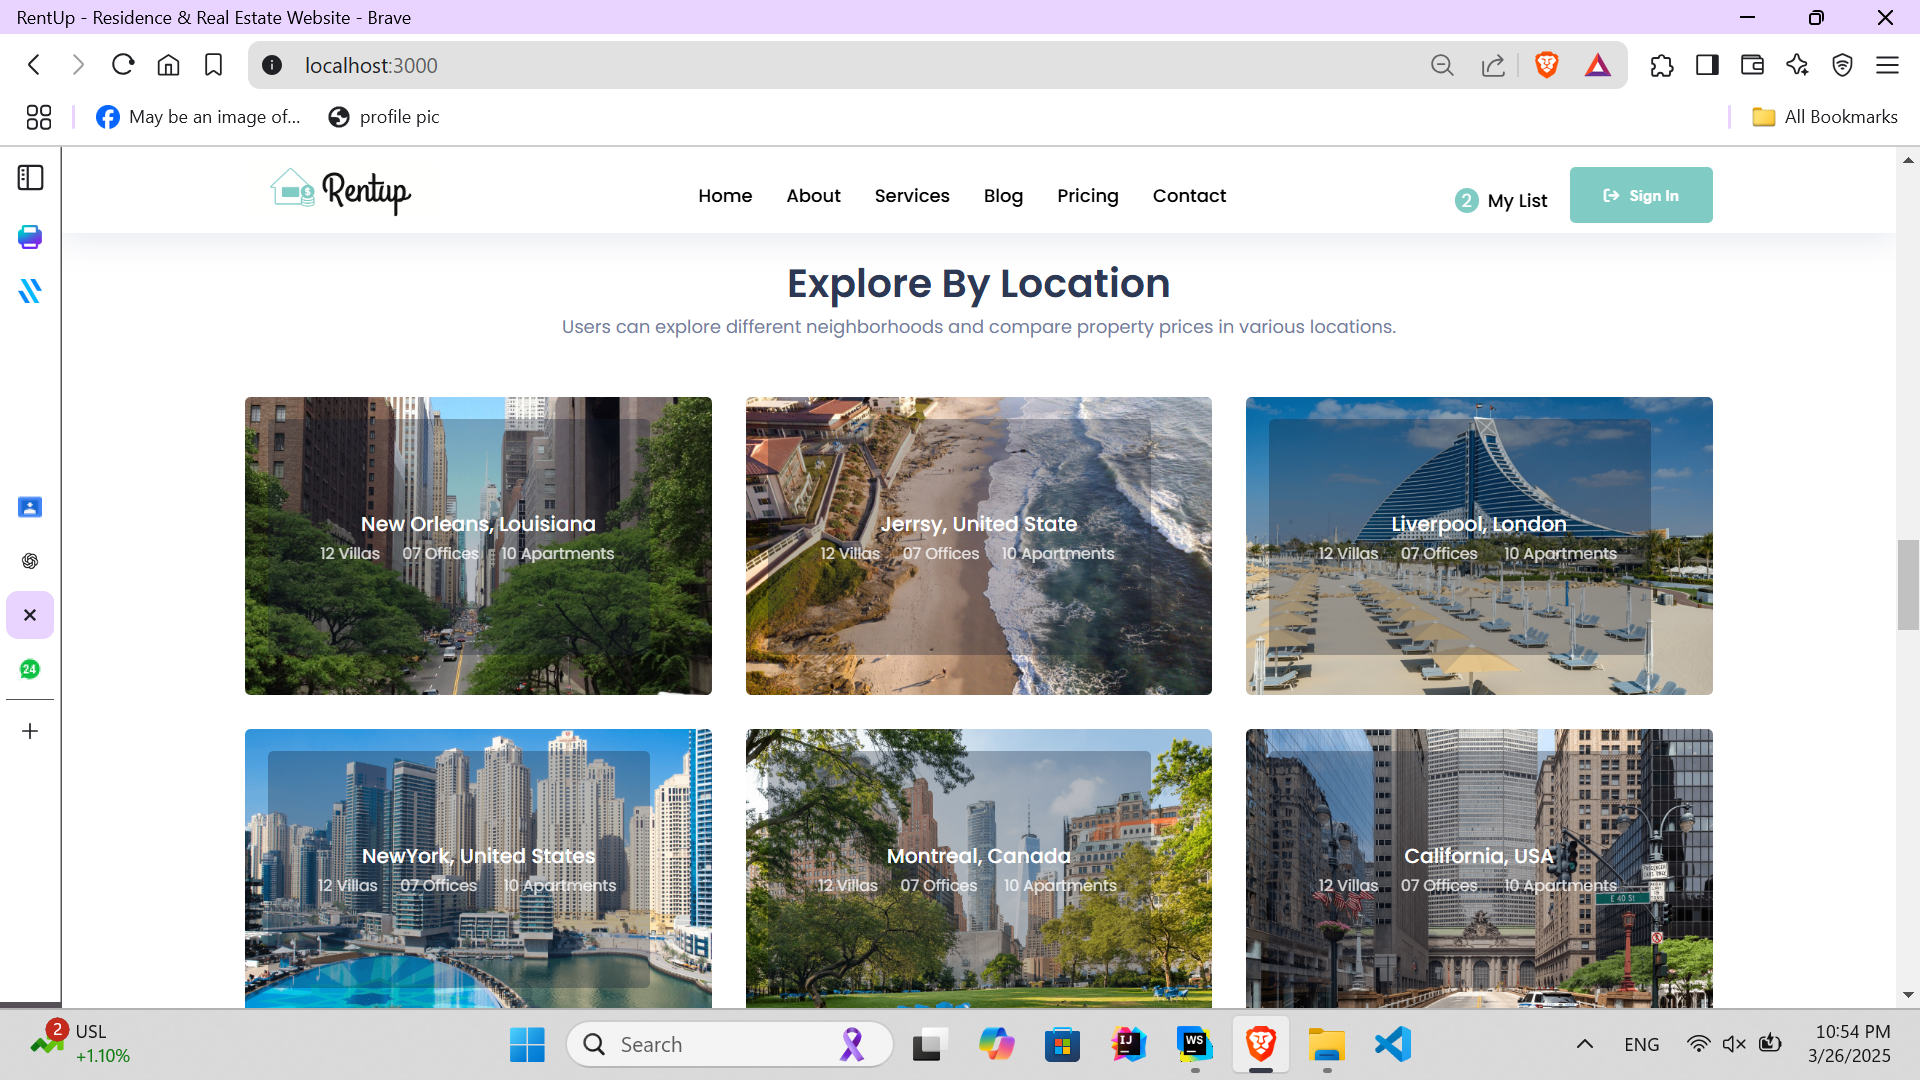 RentUp - Residence & Real Estate Website - Brave
localhost:3000
May be an image of...
profile pic
All Bookmarks
Rentup
Home
About
Services
Blog
Pricing
Contact
2 My List
Sign In
Explore By Location
Users can explore different neighborhoods and compare property prices in various locations.
New Orleans, Louisiana
12 Villas 07 Offices 10 Apartments
Jerrsy, United State
12 Villas 07 Offices 10 Apartments
Liverpool, London
12 Villas 07 Offices 10 Apartments
24
NewYork, United States
12 Villas 07 Offices 10 Apartments
Montreal, Canada
12 Villas 07 Offices 10 Apartments
California, USA
12 Villas 07 Offices 10 Apartments
E 40 St
2
USL
+1.10%
Search
IJ
WS
ENG
10:54 PM
3/26/2025